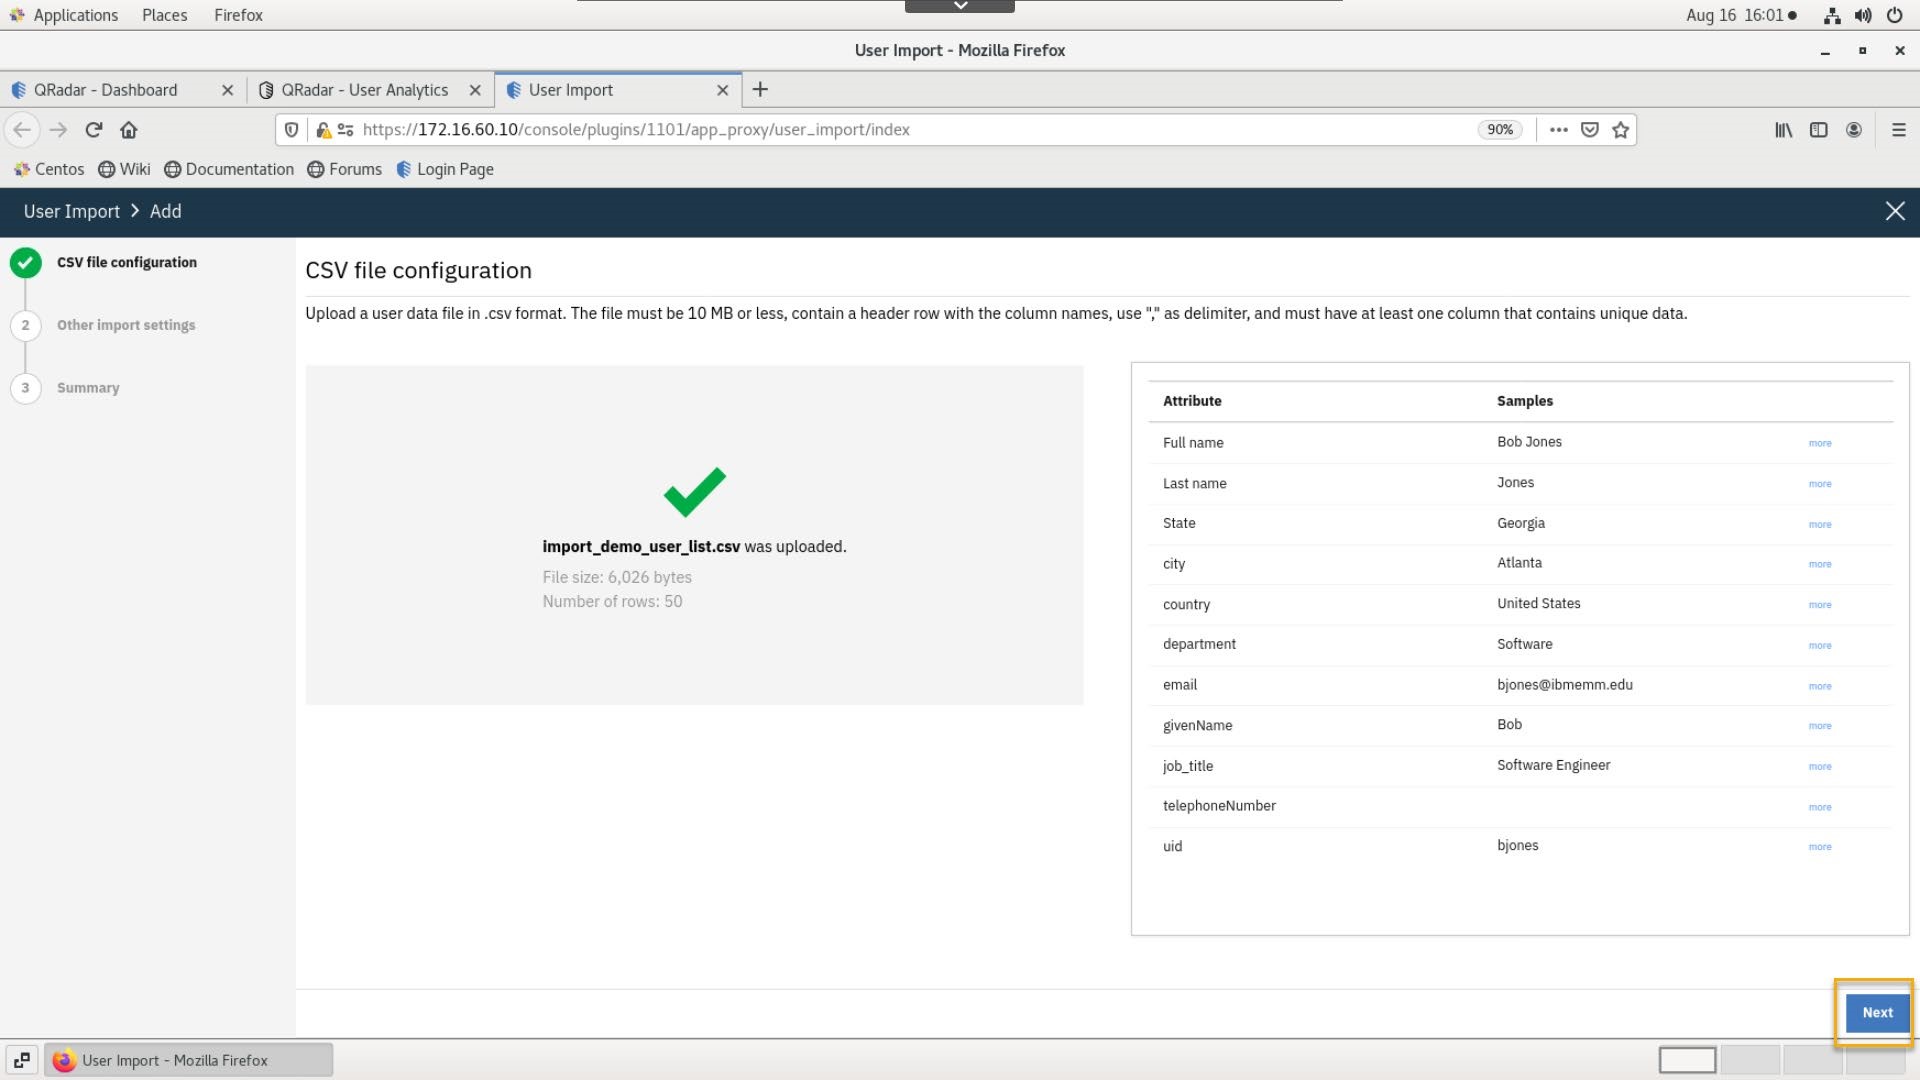 Applications Places Firefox Aug 16 16:01
User Import - Mozilla Firefox
QRadar - Dashboard QRadar - User Analytics User Import
https://172.16.60.10/console/plugins/1101/app_proxy/user_import/index 90%
Centos Wiki Documentation Forums Login Page
User Import > Add
CSV file configuration
2 Other import settings
3 Summary
CSV file configuration
Upload a user data file in .csv format. The file must be 10 MB or less, contain a header row with the column names, use "," as delimiter, and must have at least one column that contains unique data.
import_demo_user_list.csv was uploaded.
File size: 6,026 bytes
Number of rows: 50
Attribute Samples
Full name Bob Jones more
Last name Jones more
State Georgia more
city Atlanta more
country United States more
department Software more
email bjones@ibmemm.edu more
givenName Bob more
job_title Software Engineer more
telephoneNumber more
uid bjones more
Next
User Import - Mozilla Firefox